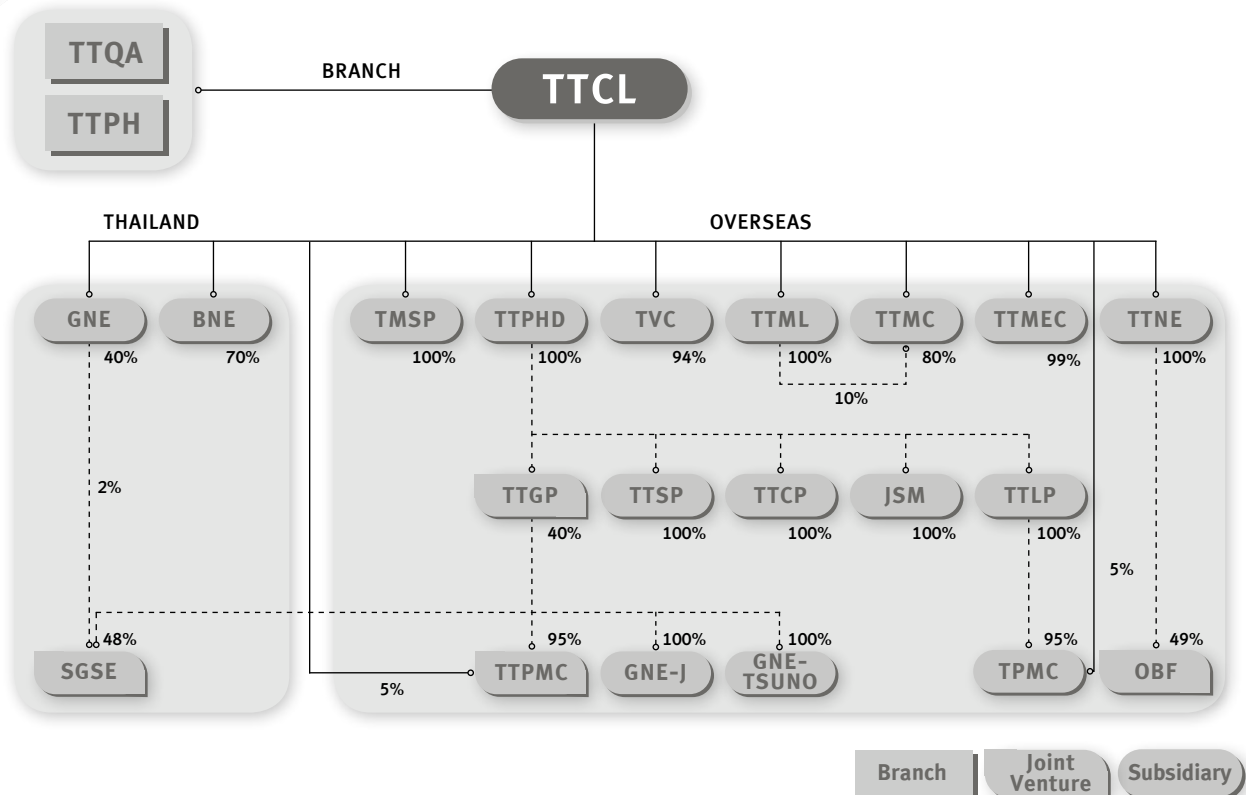 TTQA
TTPH
BRANCH
TTCL
THAILAND
OVERSEAS
GNE
BNE
TMSP
TTPHD
TVC
TTML
TTMC
TTMEC
TTNE
40%
70%
100%
100%
94%
100%
80%
99%
100%
10%
2%
TTGP
TTSP
TTCP
JSM
TTLP
40%
100%
100%
100%
100%
5%
48%
95%
100%
100%
95%
49%
SGSE
TTPMC
GNE-J
GNE-
TSUNO
TPMC
OBF
5%
Branch
Joint
Venture
Subsidiary